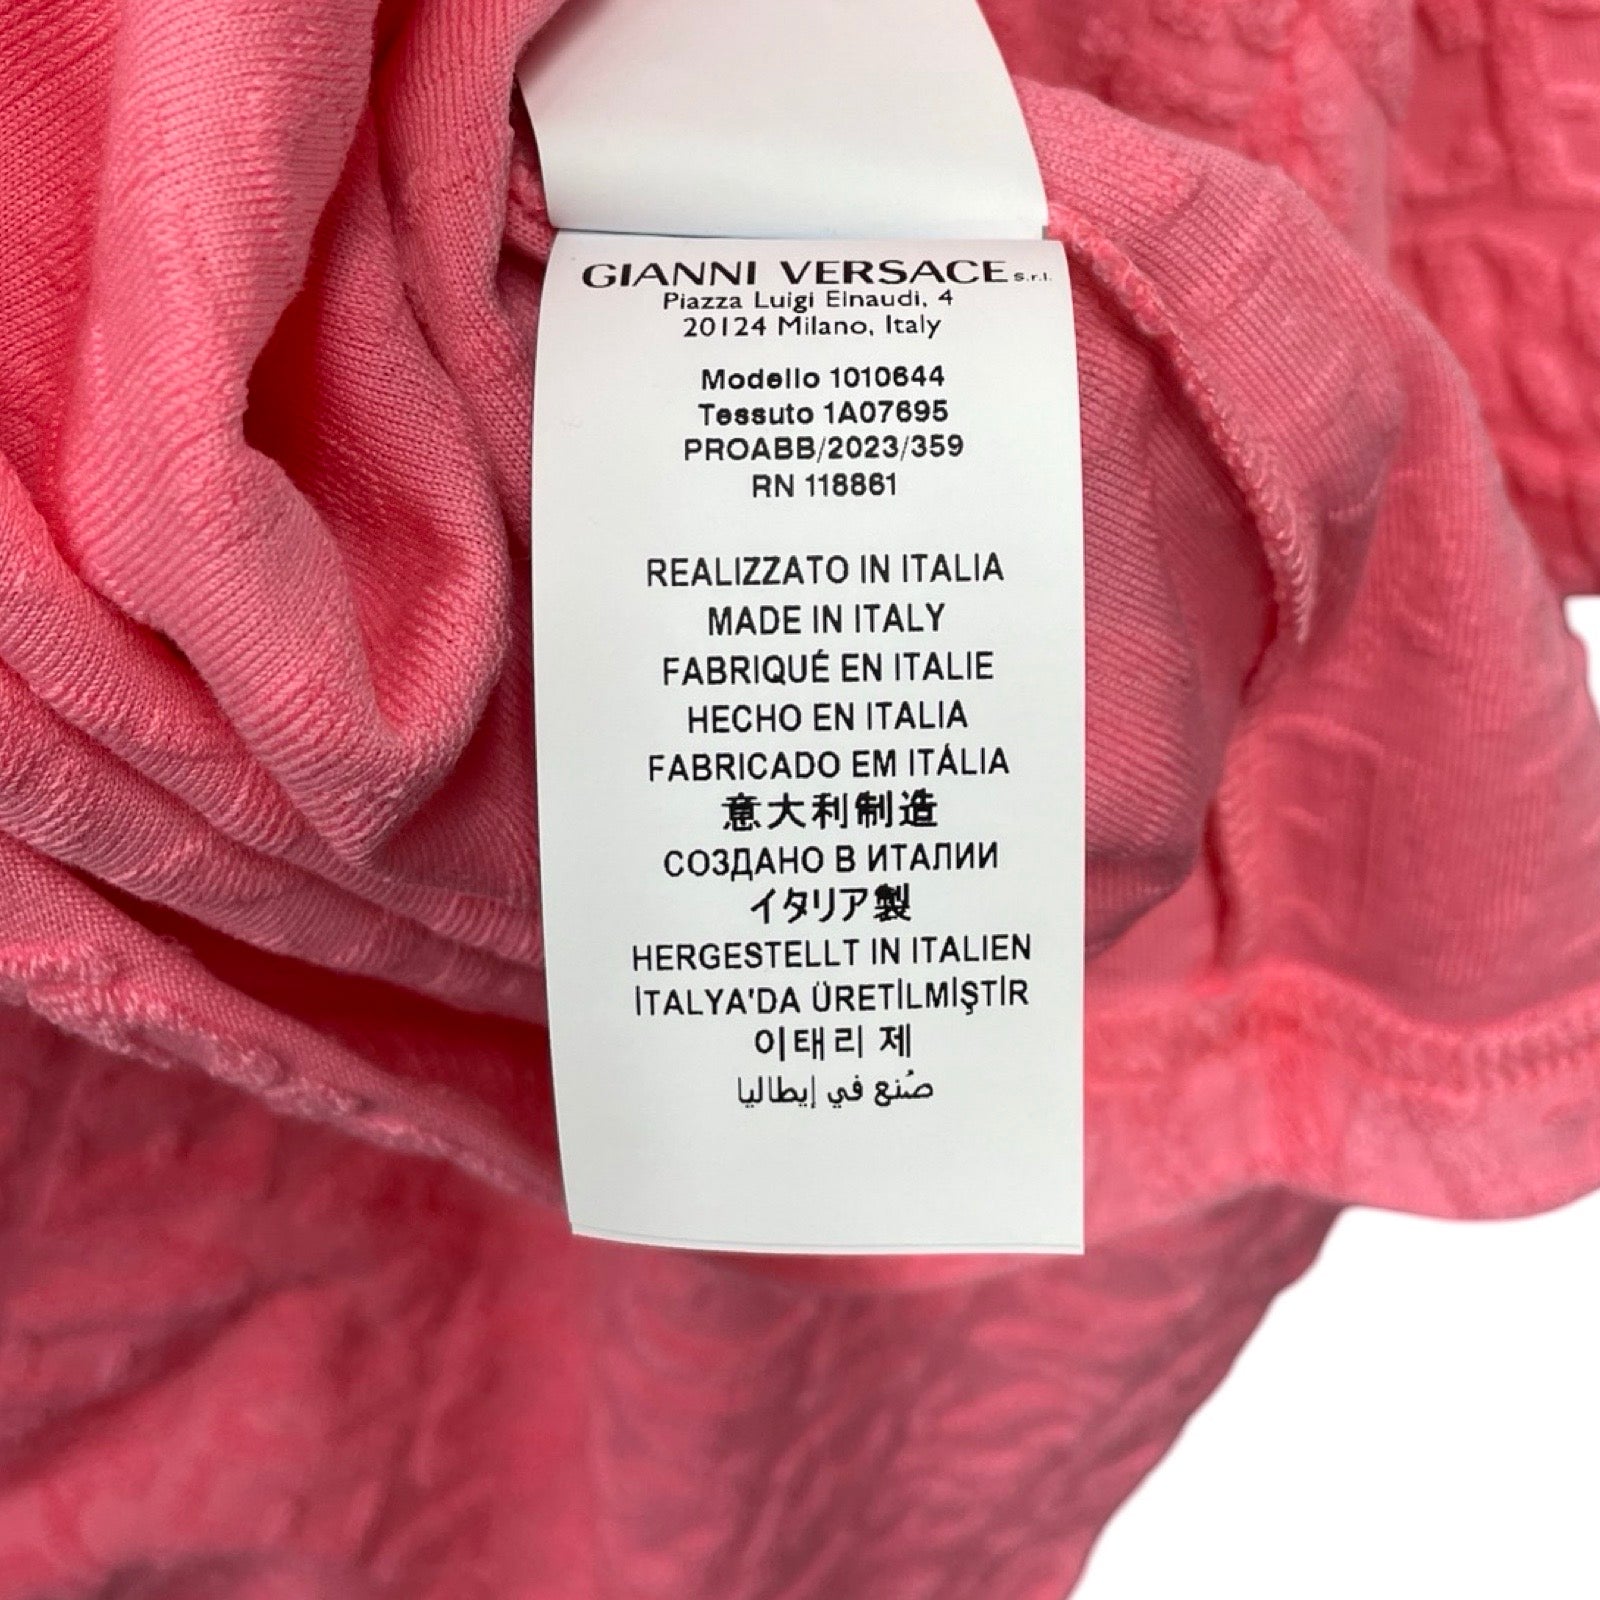 GIANNI VERSACE s.r.l.
Piazza Luigi Einaudi, 4
20124 Milano, Italy
Modello 1010644
Tessuto 1A07695
PROABB/2023/359
RN 118861
REALIZZATO IN ITALIA
MADE IN ITALY
FABRIQUÉ EN ITALIE
HECHO EN ITALIA
FABRICADO EM ITÁLIA
意大利制造
СОЗДАНО В ИТАЛИИ
イタリア製
HERGESTELLT IN ITALIEN
İTALYA'DA ÜRETİLMİŞTİR
이태리 제
صُنع في إيطاليا